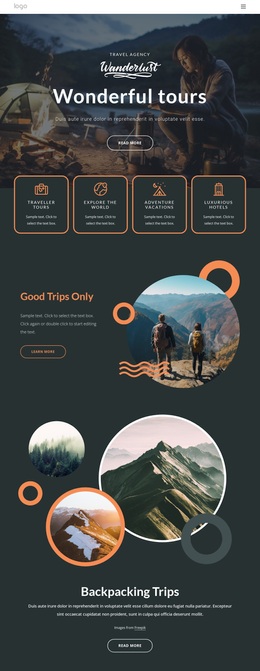 logo
TRAVEL AGENCY
Wanderlust
Wonderful tours
Duis aute irure dolor in reprehenderit in voluptate velit esse.
READ MORE
TRAVELLER
TOURS
Sample text. Click to
select the text box.
EXPLORE THE
WORLD
Sample text. Click to
select the text box.
ADVENTURE
VACATIONS
Sample text. Click to
select the text box.
LUXURIOUS
HOTELS
Sample text. Click to
select the text box.
Good Trips Only
Sample text. Click to select the text box.
Click again or double click to start editing
the text.
LEARN MORE
Backpacking Trips
Duis aute irure dolor in reprehenderit in voluptate velit esse cillum dolore eu fugiat nulla
pariatur. Excepteur sint occaecat cupidatat non proident, sunt in culpa.
Images from Freepik
READ MORE